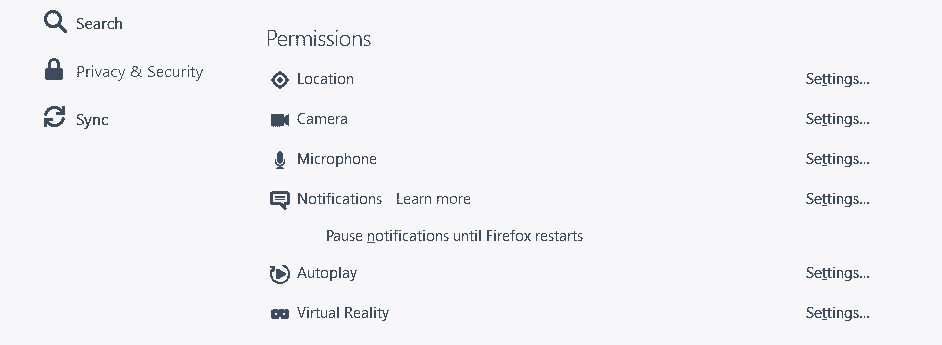 Search
Privacy & Security
Sync
Permissions
Location Settings...
Camera Settings...
Microphone Settings...
Notifications Learn more Settings...
Pause notifications until Firefox restarts
Autoplay Settings...
Virtual Reality Settings...